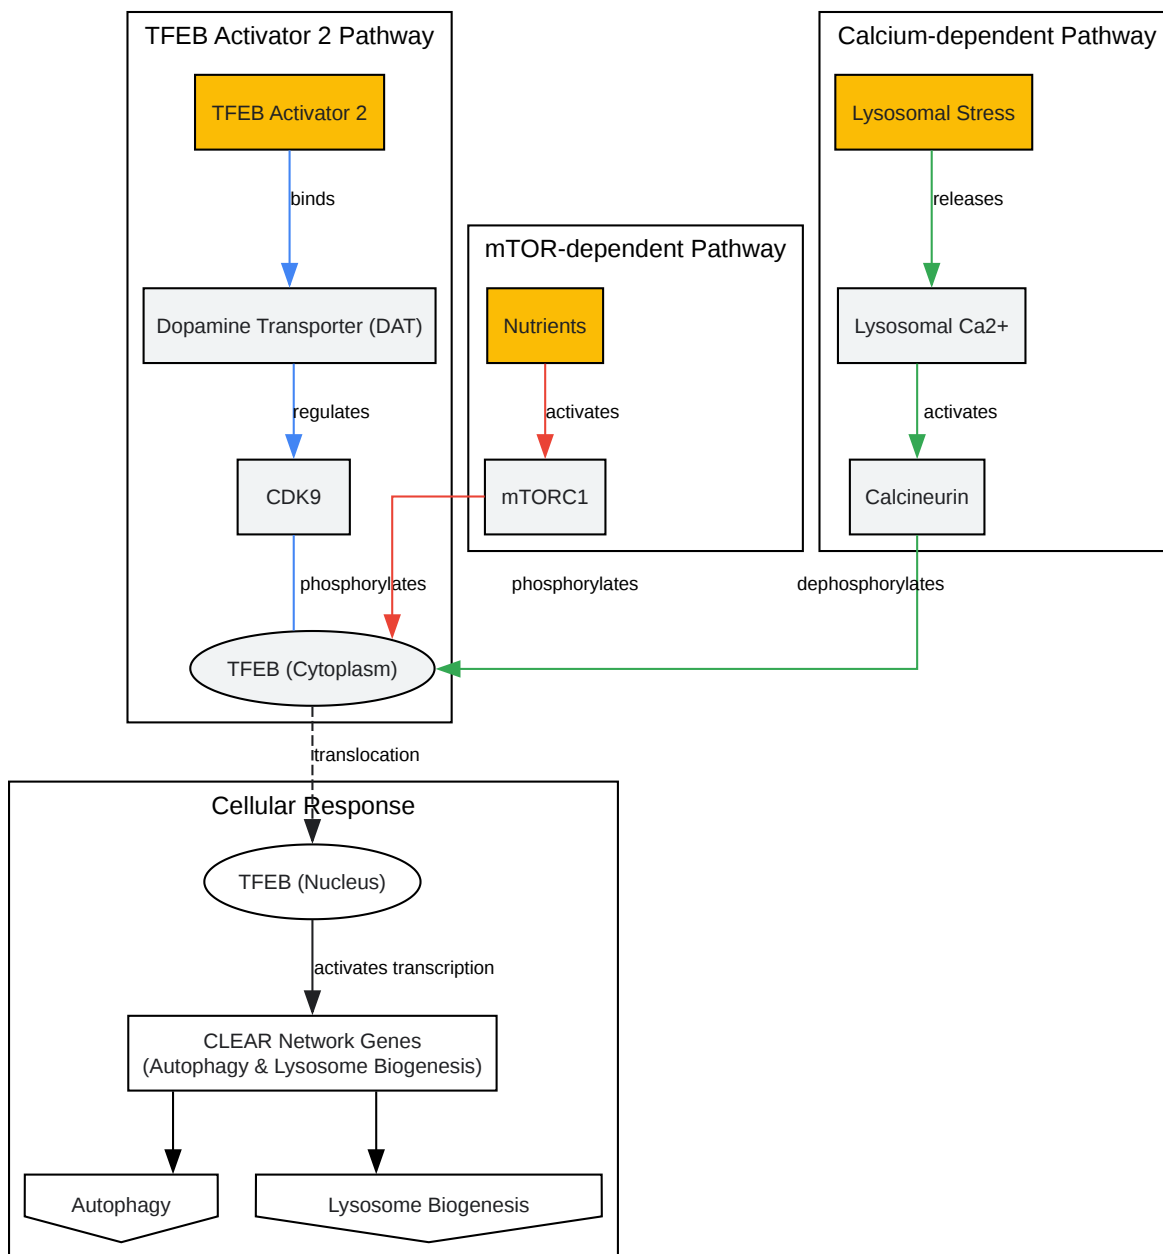 TFEB Activator 2 Pathway
Calcium-dependent Pathway
TFEB Activator 2
Lysosomal Stress
binds
releases
mTOR-dependent Pathway
Dopamine Transporter (DAT)
Nutrients
Lysosomal Ca2+
regulates
activates
activates
CDK9
mTORC1
Calcineurin
phosphorylates
phosphorylates
dephosphorylates
TFEB (Cytoplasm)
translocation
Cellular Response
TFEB (Nucleus)
activates transcription
CLEAR Network Genes
(Autophagy & Lysosome Biogenesis)
Autophagy
Lysosome Biogenesis